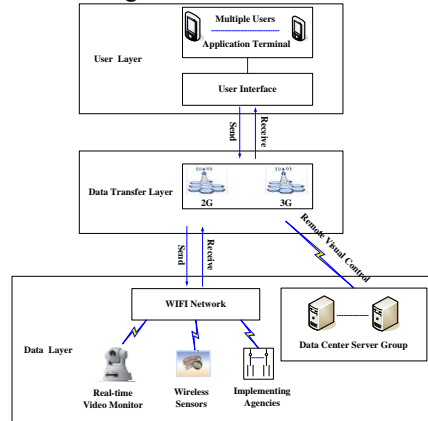 Multiple Users
Application Terminal
User Layer
User Interface
Send
Receive
Data Transfer Layer
2G
3G
Send
Receive
Remote Visual Control
WIFI Network
Data Center Server Group
Data Layer
Real-time
Video Monitor
Wireless
Sensors
Implementing
Agencies